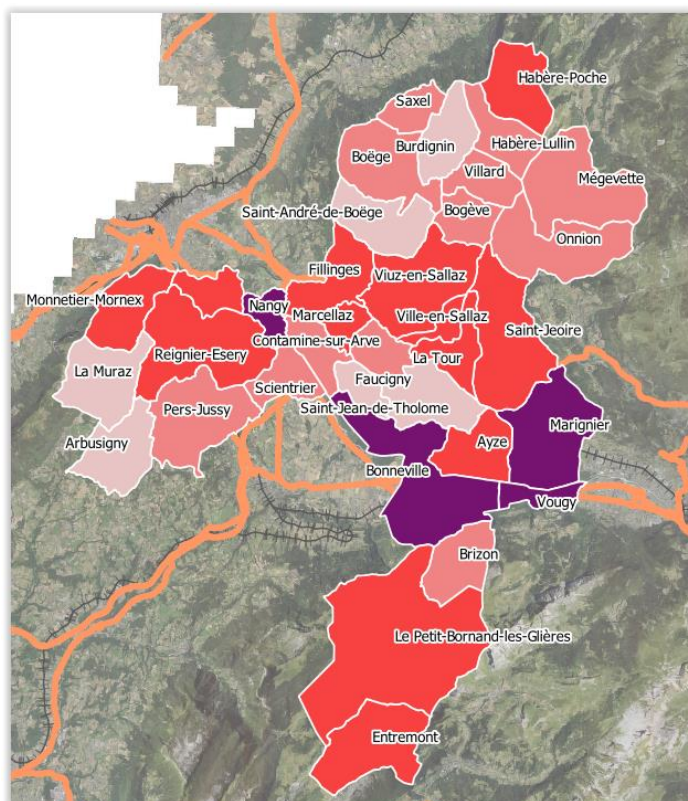 Habère-Poche
Saxel
Burdignin
Habère-Lullin
Boëge
Villard
Mégevette
Saint-André-de-Boëge
Bogève
Onnion
Fillinges
Viuz-en-Sallaz
Monnetier-Mornex
Nangy
Marcellaz
Ville-en-Sallaz
Saint-Jeoire
Contamine-sur-Arve
Reignier-Esery
La Tour
La Muraz
Faucigny
Scientrier
Pers-Jussy
Saint-Jean-de-Tholome
Marignier
Arbusigny
Ayze
Bonneville
Vougy
Brizon
Le Petit-Bornand-les-Glières
Entremont